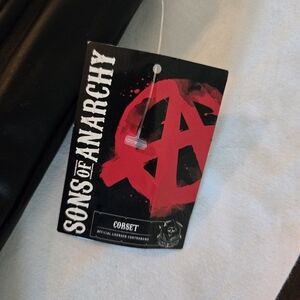 SONS OF ANARCHY
CORSET
OFFICIAL LICENSED CONTRABAND